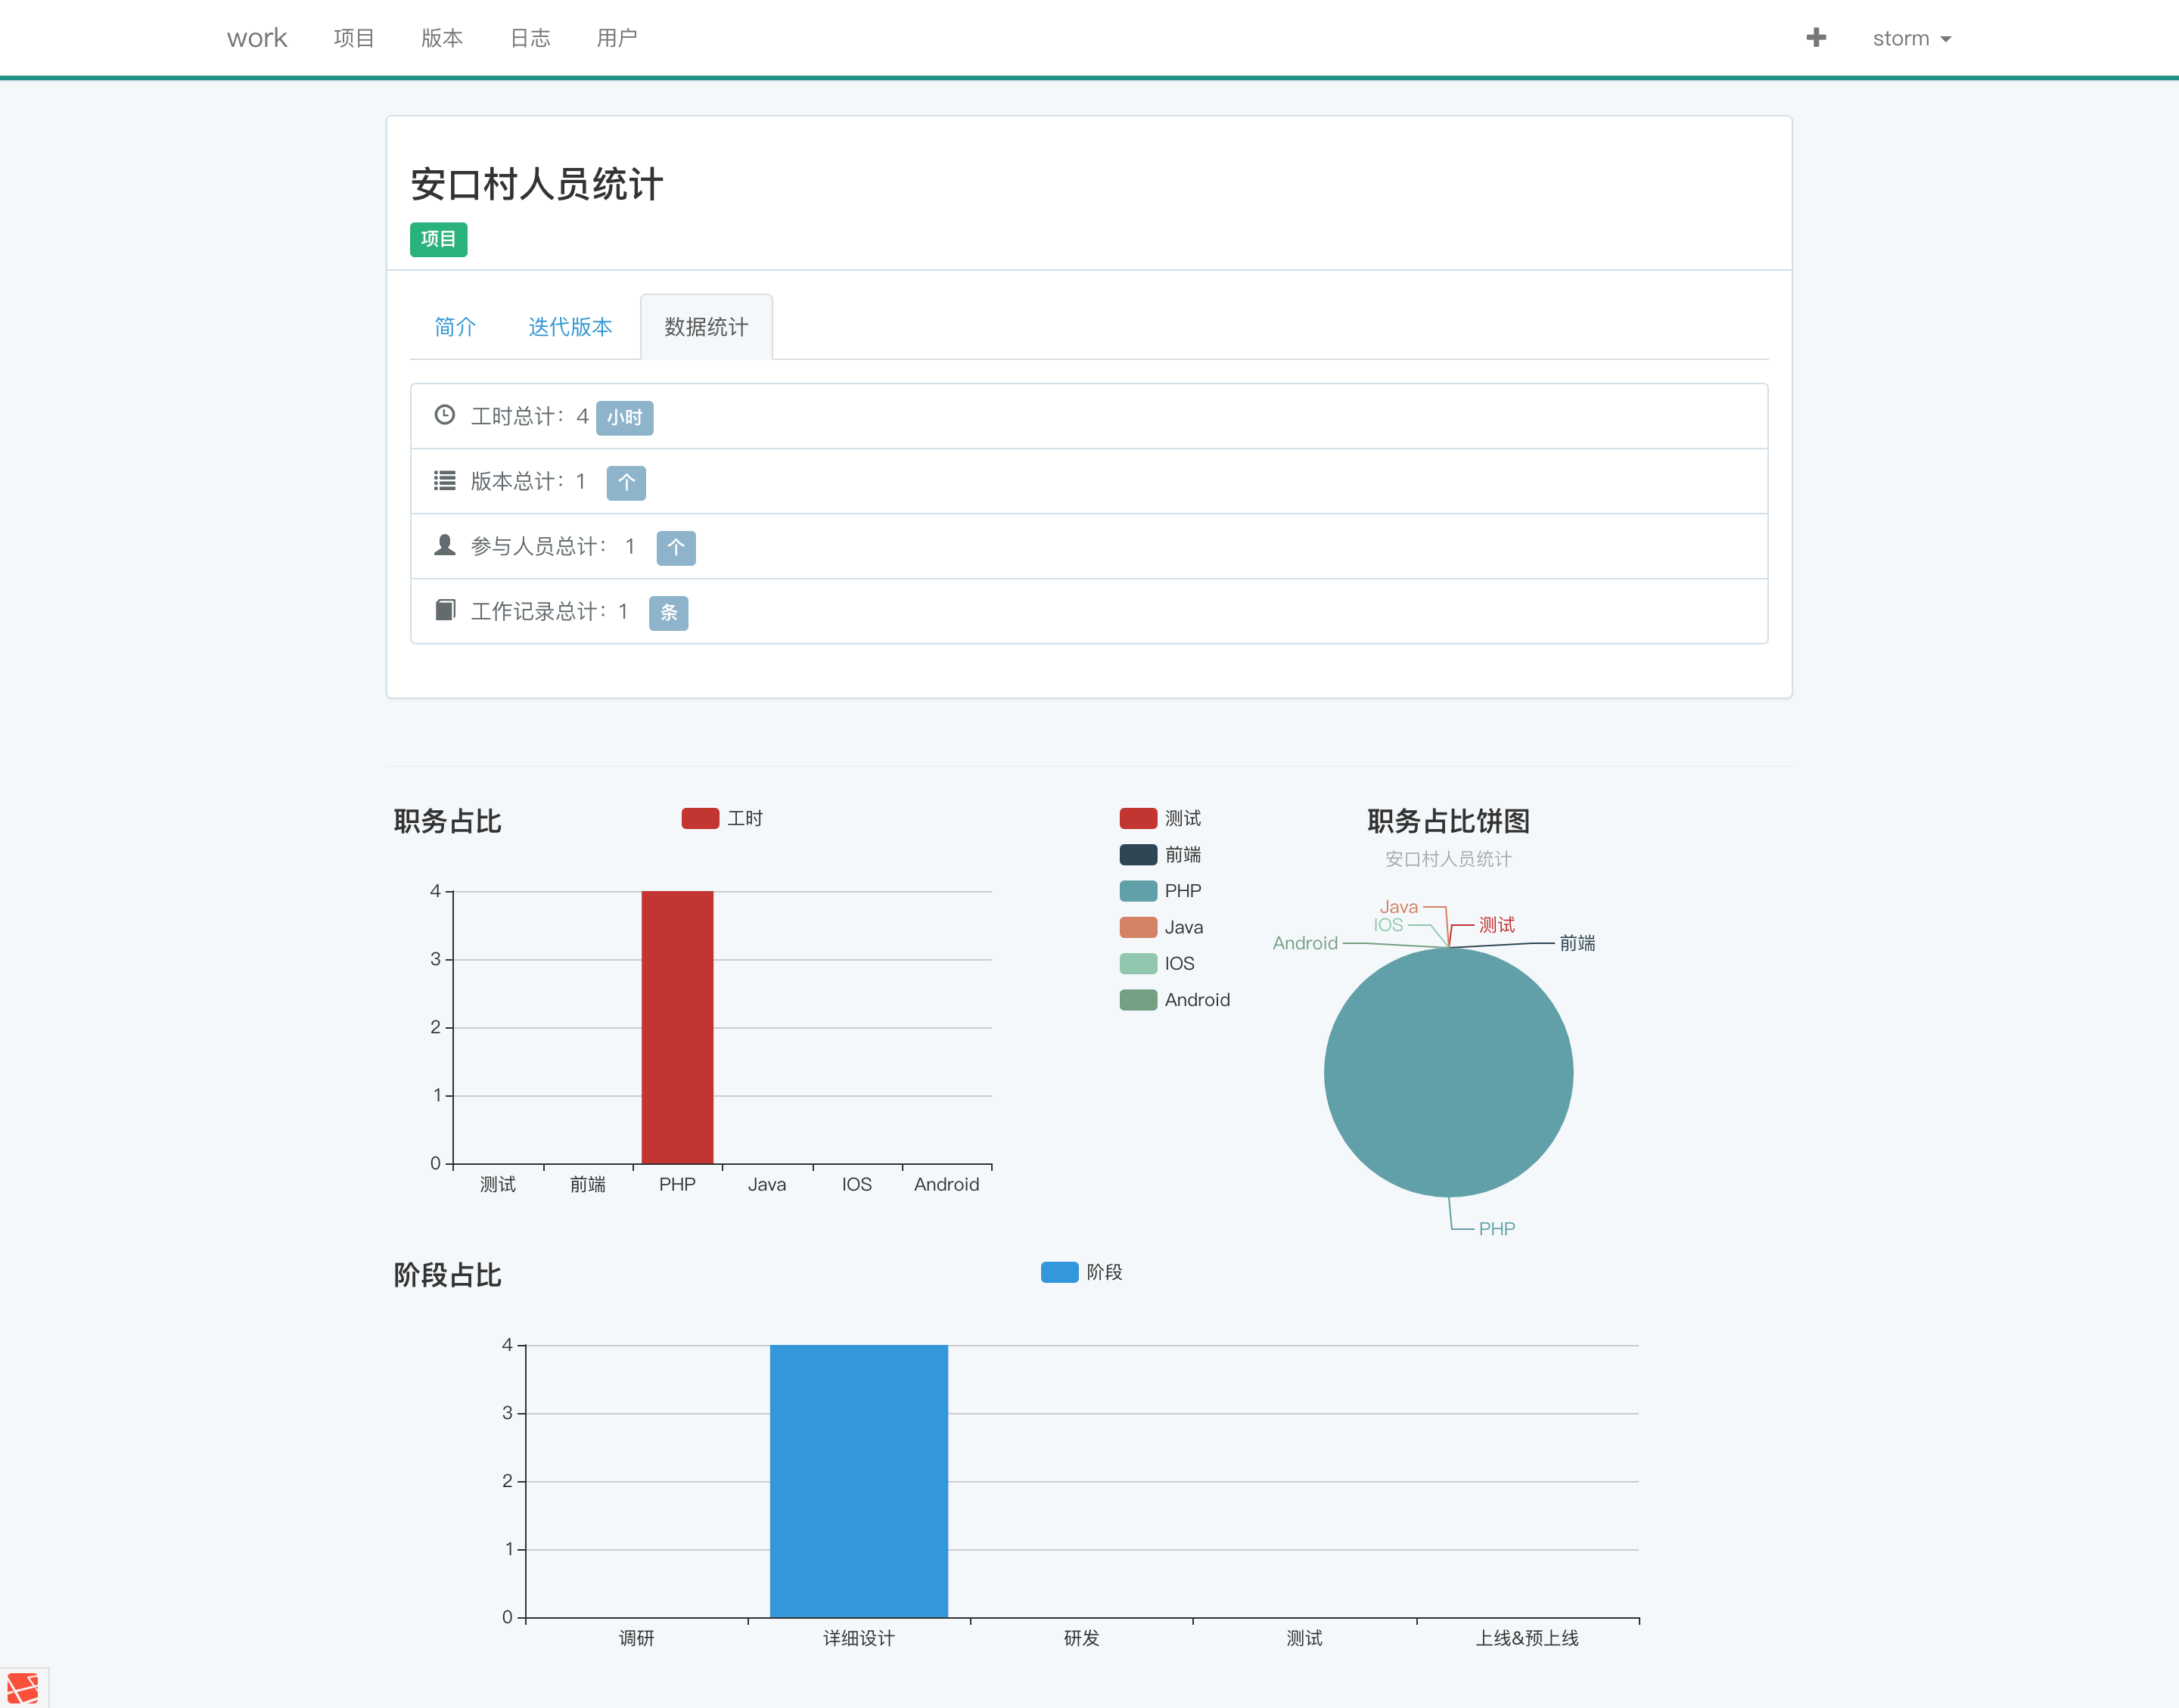 work 项目 版本 日志 用户 storm
安口村人员统计
项目
简介 迭代版本 数据统计
工时总计：4 小时
版本总计：1 个
参与人员总计： 1 个
工作记录总计：1 条
职务占比
工时
4
3
2
1
0
测试 前端 PHP Java IOS Android
测试
前端
PHP
Java
IOS
Android
职务占比饼图
安口村人员统计
Java
IOS 测试
Android 前端
PHP
阶段占比
阶段
4
3
2
1
0
调研 详细设计 研发 测试 上线&预上线